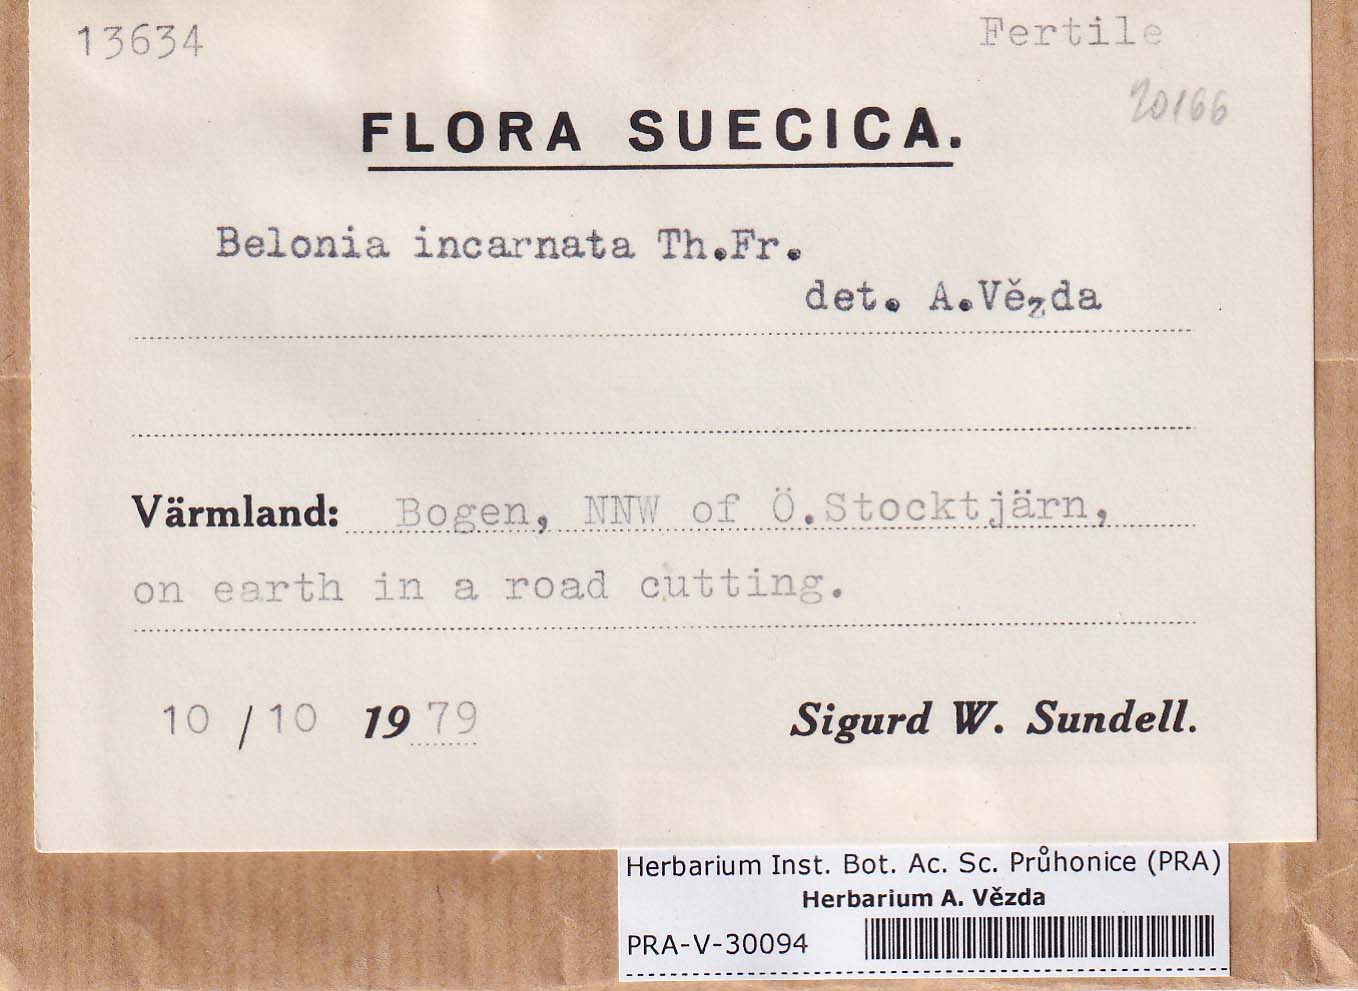 13634
Fertile
20166
FLORA SUECICA.
Belonia incarnata Th.Fr.
det. A.Vězda
Värmland: Bogen, NNW of Ö.Stocktjärn,
on earth in a road cutting.
10/10 1979
Sigurd W. Sundell.
Herbarium Inst. Bot. Ac. Sc. Průhonice (PRA)
Herbarium A. Vězda
PRA-V-30094